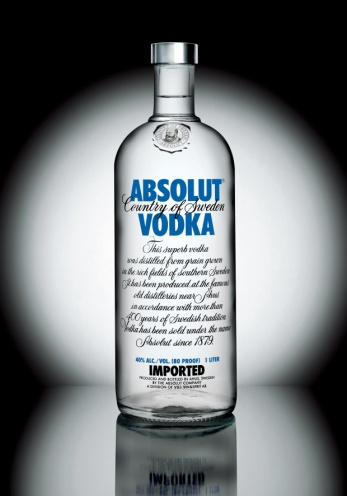 ABSOLUT
Country of Sweden
VODKA
This superb vodka
was distilled from grain grown
in the rich fields of southern Sweden
It has been produced at the famous
old distilleries near Åhus
in accordance with more than
400 years of Swedish tradition
Vodka has been sold under the name
Absolut since 1879.
40% ALC./VOL. (80 PROOF) 1 LITER
IMPORTED
PRODUCED AND BOTTLED IN ÅHUS, SWEDEN
BY THE ABSOLUT COMPANY
A DIVISION OF V&S VIN&SPRIT AB.